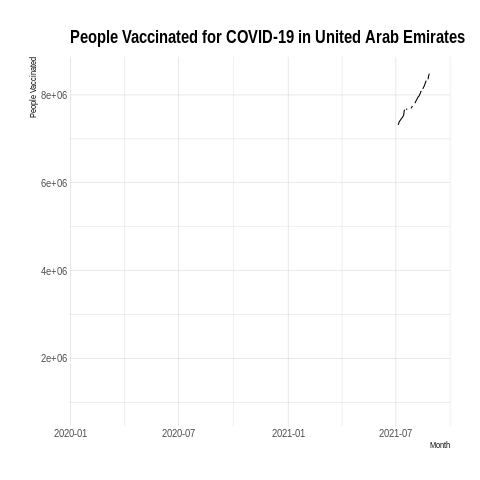 People Vaccinated for COVID-19 in United Arab Emirates
People Vaccinated
8e+06
6e+06
4e+06
2e+06
2020-01 2020-07 2021-01 2021-07
Month